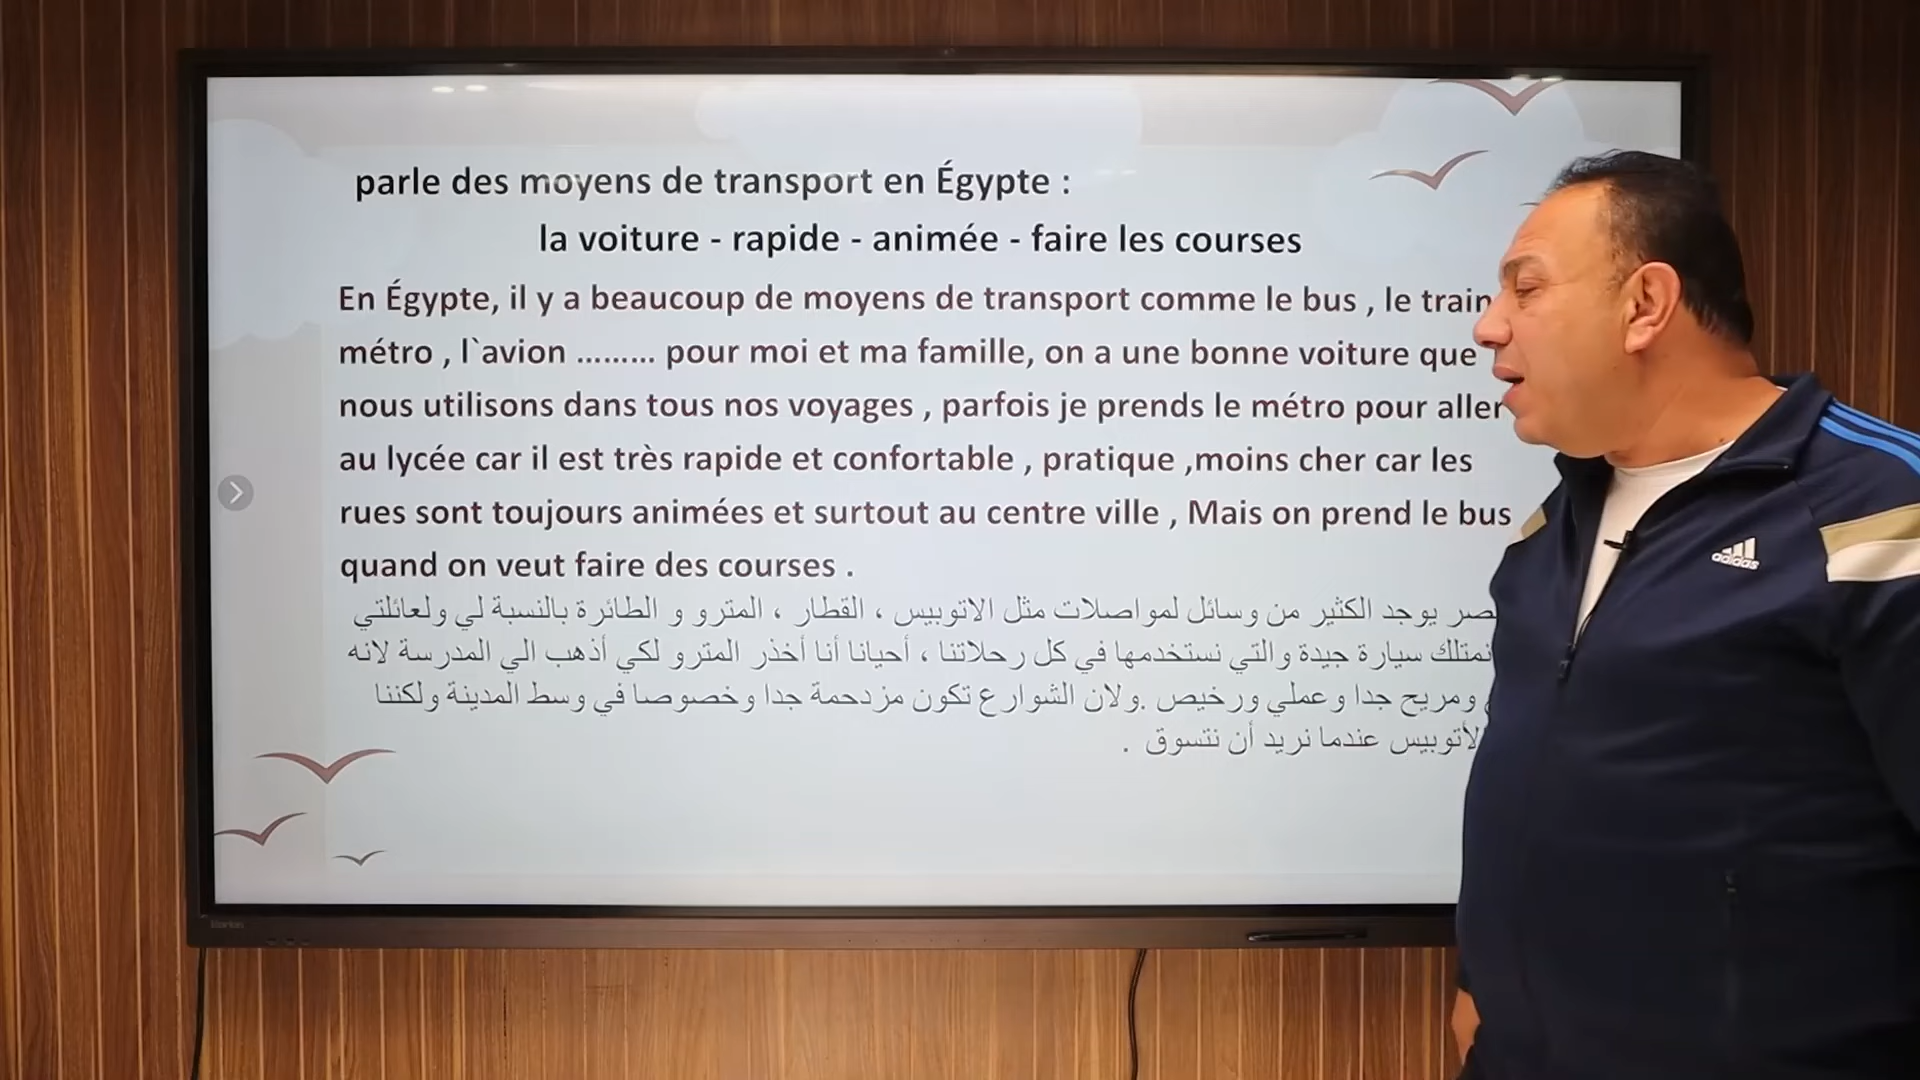 parle des moyens de transport en Égypte :
la voiture - rapide - animée - faire les courses
En Égypte, il y a beaucoup de moyens de transport comme le bus , le train
métro , l`avion ......... pour moi et ma famille, on a une bonne voiture que
nous utilisons dans tous nos voyages , parfois je prends le métro pour aller
au lycée car il est très rapide et confortable , pratique ,moins cher car les
rues sont toujours animées et surtout au centre ville , Mais on prend le bus
quand on veut faire des courses .
يوجد الكثير من وسائل لمواصلات مثل الاتوبيس ، القطار ، المترو و الطائرة بالنسبة لي ولعائلتي
نمتلك سيارة جيدة والتي نستخدمها في كل رحلاتنا ، أحيانا أنا أخذر المترو لكي أذهب الي المدرسة لانه
ومريح جدا وعملي ورخيص .ولان الشوارع تكون مزدحمة جدا وخصوصا في وسط المدينة ولكننا
لأتوبيس عندما نريد أن نتسوق .
adidas